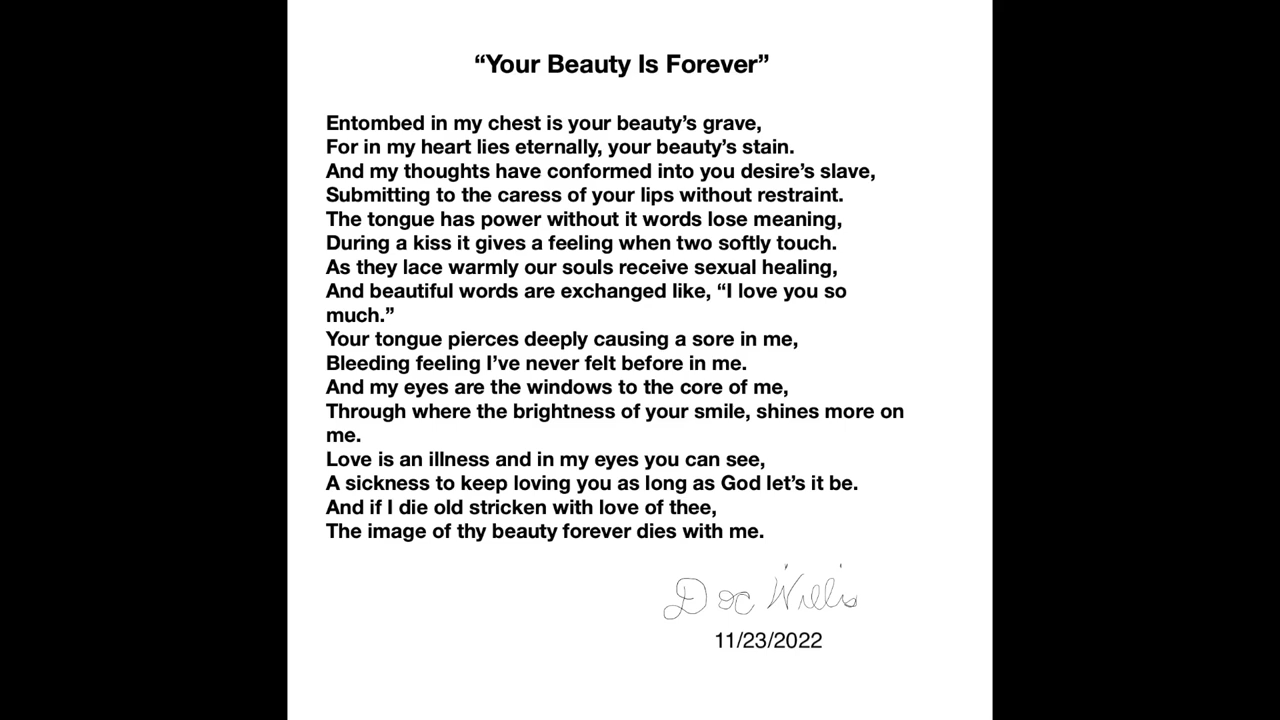 “Your Beauty Is Forever”
Entombed in my chest is your beauty’s grave,
For in my heart lies eternally, your beauty’s stain.
And my thoughts have conformed into you desire’s slave,
Submitting to the caress of your lips without restraint.
The tongue has power without it words lose meaning,
During a kiss it gives a feeling when two softly touch.
As they lace warmly our souls receive sexual healing,
And beautiful words are exchanged like, “I love you so
much.”
Your tongue pierces deeply causing a sore in me,
Bleeding feeling I’ve never felt before in me.
And my eyes are the windows to the core of me,
Through where the brightness of your smile, shines more on
me.
Love is an illness and in my eyes you can see,
A sickness to keep loving you as long as God let’s it be.
And if I die old stricken with love of thee,
The image of thy beauty forever dies with me.
Doc Willis
11/23/2022